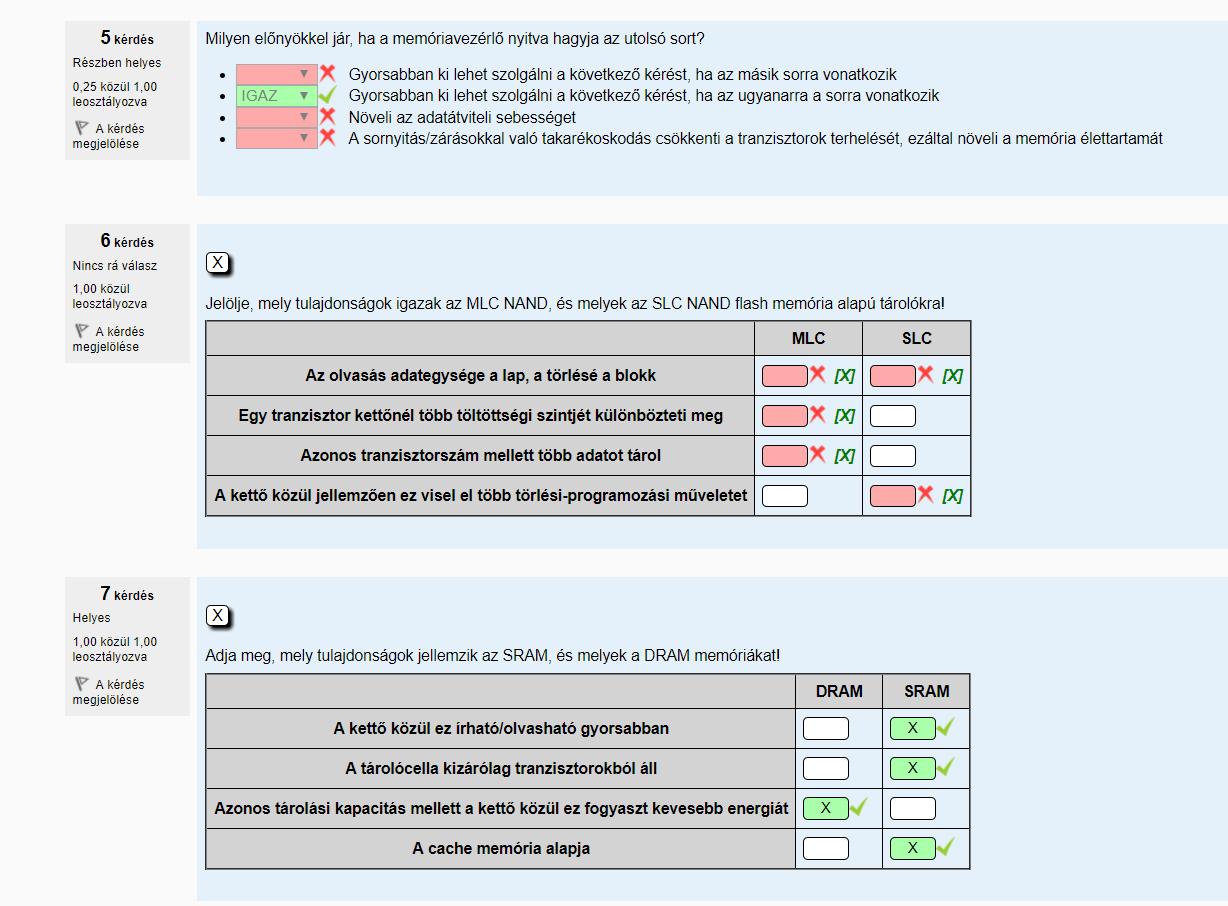 5 kérdés
Részben helyes
0,25 közül 1,00
leosztályozva
A kérdés
megjelölése
Milyen előnyökkel jár, ha a memóriavezérlő nyitva hagyja az utolsó sort?
Gyorsabban ki lehet szolgálni a következő kérést, ha az másik sorra vonatkozik
IGAZ Gyorsabban ki lehet szolgálni a következő kérést, ha az ugyanarra a sorra vonatkozik
Növeli az adatátviteli sebességet
A sornyitás/zárásokkal való takarékoskodás csökkenti a tranzisztorok terhelését, ezáltal növeli a memória élettartamát
6 kérdés
Nincs rá válasz
1,00 közül
leosztályozva
A kérdés
megjelölése
X
Jelölje, mely tulajdonságok igazak az MLC NAND, és melyek az SLC NAND flash memória alapú tárolókra!
MLC SLC
Az olvasás adategysége a lap, a törlésé a blokk [X] [X]
Egy tranzisztor kettőnél több töltöttségi szintjét különbözteti meg [X]
Azonos tranzisztorszám mellett több adatot tárol [X]
A kettő közül jellemzően ez visel el több törlési-programozási műveletet [X]
7 kérdés
Helyes
1,00 közül 1,00
leosztályozva
A kérdés
megjelölése
X
Adja meg, mely tulajdonságok jellemzik az SRAM, és melyek a DRAM memóriákat!
DRAM SRAM
A kettő közül ez írható/olvasható gyorsabban X
A tárolócella kizárólag tranzisztorokból áll X
Azonos tárolási kapacitás mellett a kettő közül ez fogyaszt kevesebb energiát X
A cache memória alapja X